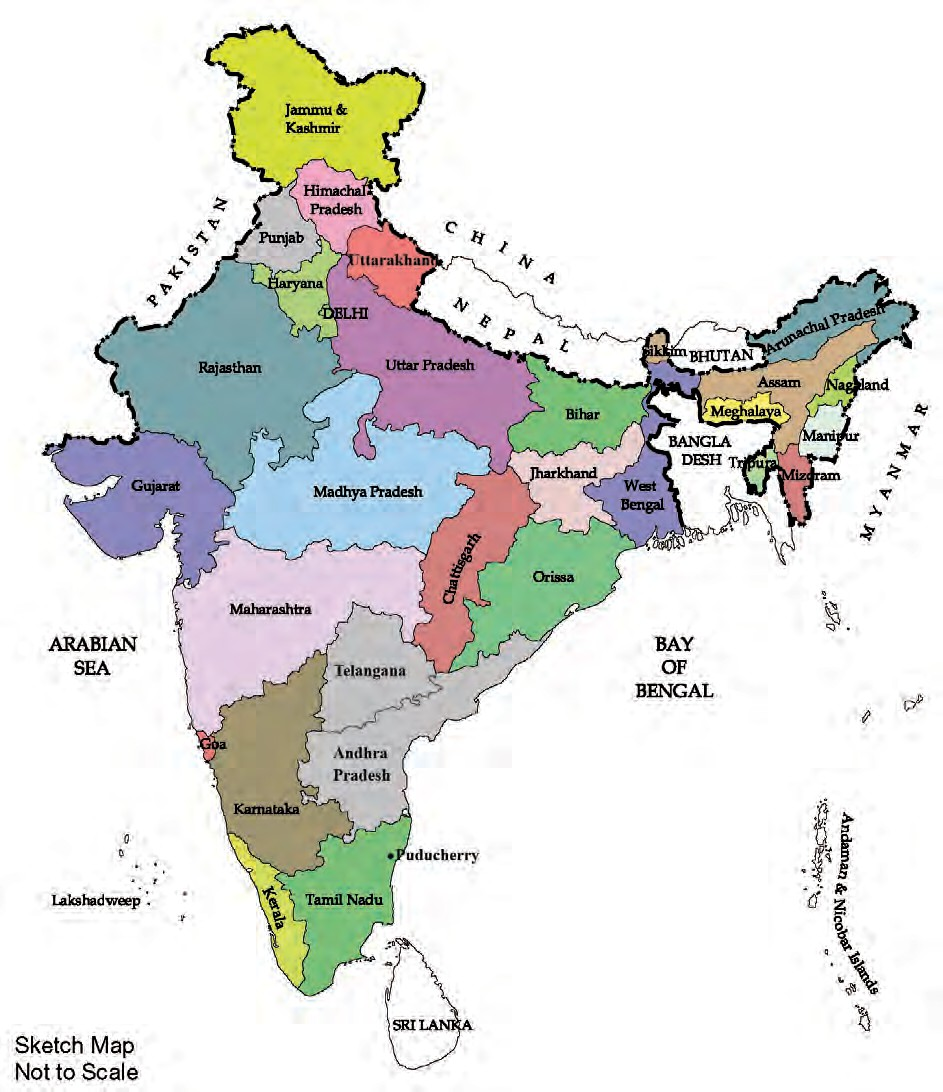 Jammu &
Kashmir
Himachal
Pradesh
PAKISTAN
Punjab
Uttarakhand
CHINA
Haryana
DELHI
NEPAL
Arunachal Pradesh
Sikkim
BHUTAN
Rajasthan
Uttar Pradesh
Assam
Nagaland
Bihar
Meghalaya
Manipur
BANGLA
DESH
Jharkhand
Tripura
Mizoram
MYANMAR
Gujarat
Madhya Pradesh
West
Bengal
Chattisgarh
Orissa
Maharashtra
ARABIAN
SEA
BAY
OF
BENGAL
Telangana
Goa
Andhra
Pradesh
Karnataka
Puducherry
Andaman & Nicobar Islands
Lakshadweep
Kerala
Tamil Nadu
SRI LANKA
Sketch Map
Not to Scale